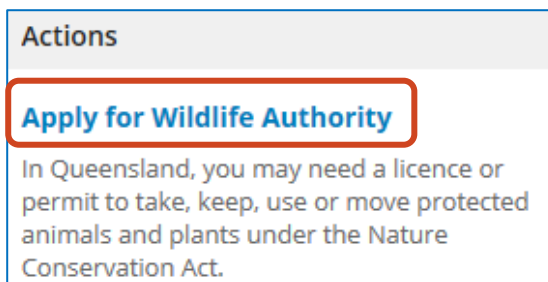 Actions
Apply for Wildlife Authority
In Queensland, you may need a licence or
permit to take, keep, use or move protected
animals and plants under the Nature
Conservation Act.